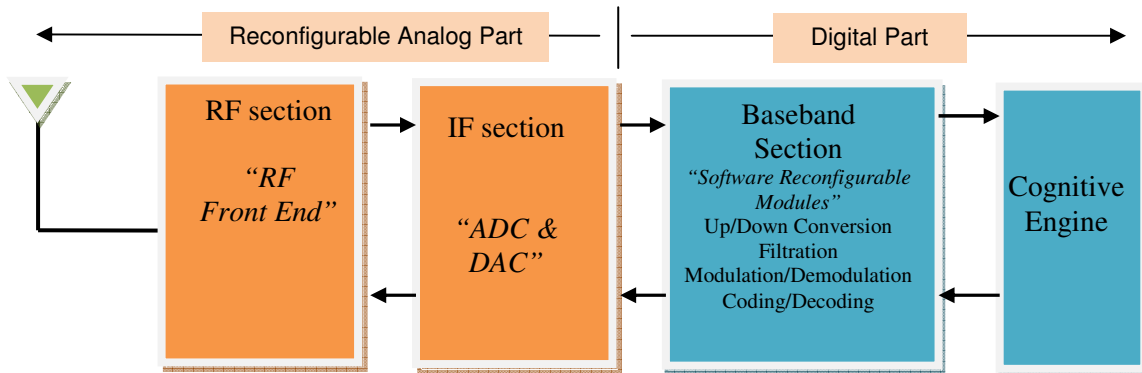 Reconfigurable Analog Part
Digital Part
RF section
“RF
Front End”
IF section
“ADC &
DAC”
Baseband
Section
“Software Reconfigurable
Modules”
Up/Down Conversion
Filtration
Modulation/Demodulation
Coding/Decoding
Cognitive
Engine